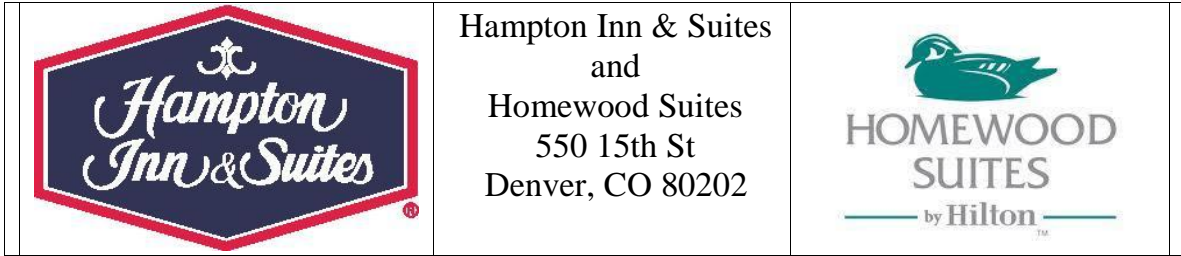 Hampton
Inn & Suites
®
Hampton Inn & Suites
and
Homewood Suites
550 15th St
Denver, CO 80202
HOMEWOOD
SUITES
by Hilton
TM